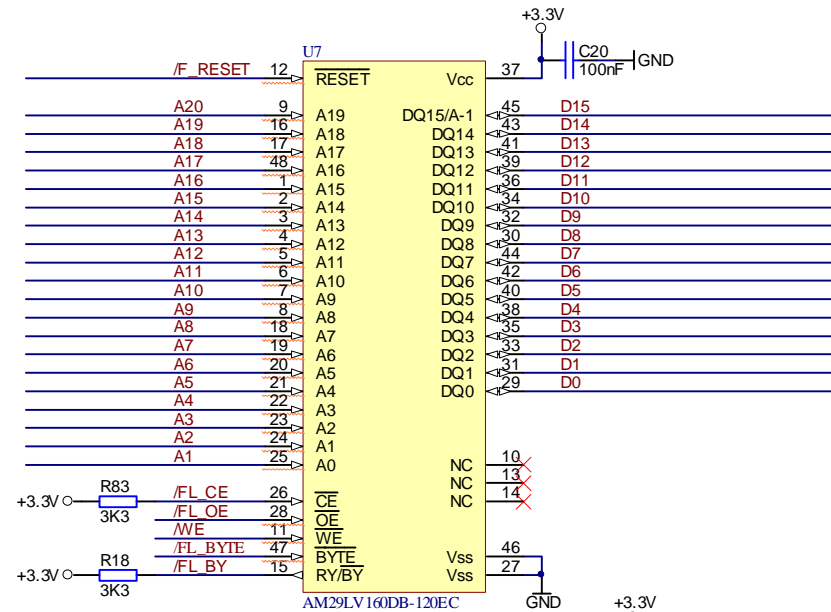 +3.3V
U7
C20
100nF
GND
/F_RESET 12 RESET Vcc 37
A20 9 A19 DQ15/A-1 45 D15
A19 16 A18 DQ14 43 D14
A18 17 A17 DQ13 41 D13
A17 48 A16 DQ12 39 D12
A16 1 A15 DQ11 36 D11
A15 2 A14 DQ10 34 D10
A14 3 A13 DQ9 32 D9
A13 4 A12 DQ8 30 D8
A12 5 A11 DQ7 44 D7
A11 6 A10 DQ6 42 D6
A10 7 A9 DQ5 40 D5
A9 8 A8 DQ4 38 D4
A8 18 A7 DQ3 35 D3
A7 19 A6 DQ2 33 D2
A6 20 A5 DQ1 31 D1
A5 21 A4 DQ0 29 D0
A4 22 A3
A3 23 A2
A2 24 A1
A1 25 A0
NC 10
NC 13
NC 14
R83
+3.3V
3K3
/FL_CE 26 CE
/FL_OE 28 OE
/WE 11 WE
/FL_BYTE 47 BYTE Vss 46
/FL_BY 15 RY/BY Vss 27
R18
+3.3V
3K3
AM29LV160DB-120EC
GND
+3.3V